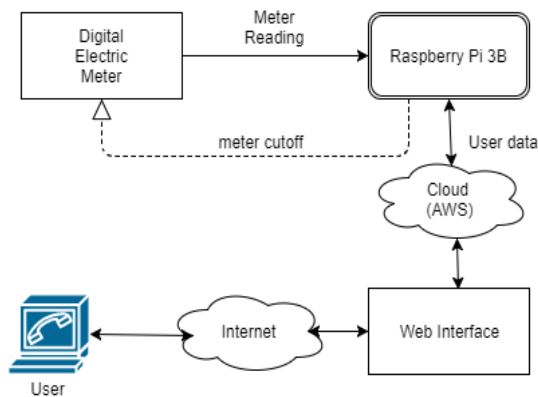 Digital
Electric
Meter
Meter
Reading
Raspberry Pi 3B
meter cutoff
User data
Cloud
(AWS)
Internet
Web Interface
User